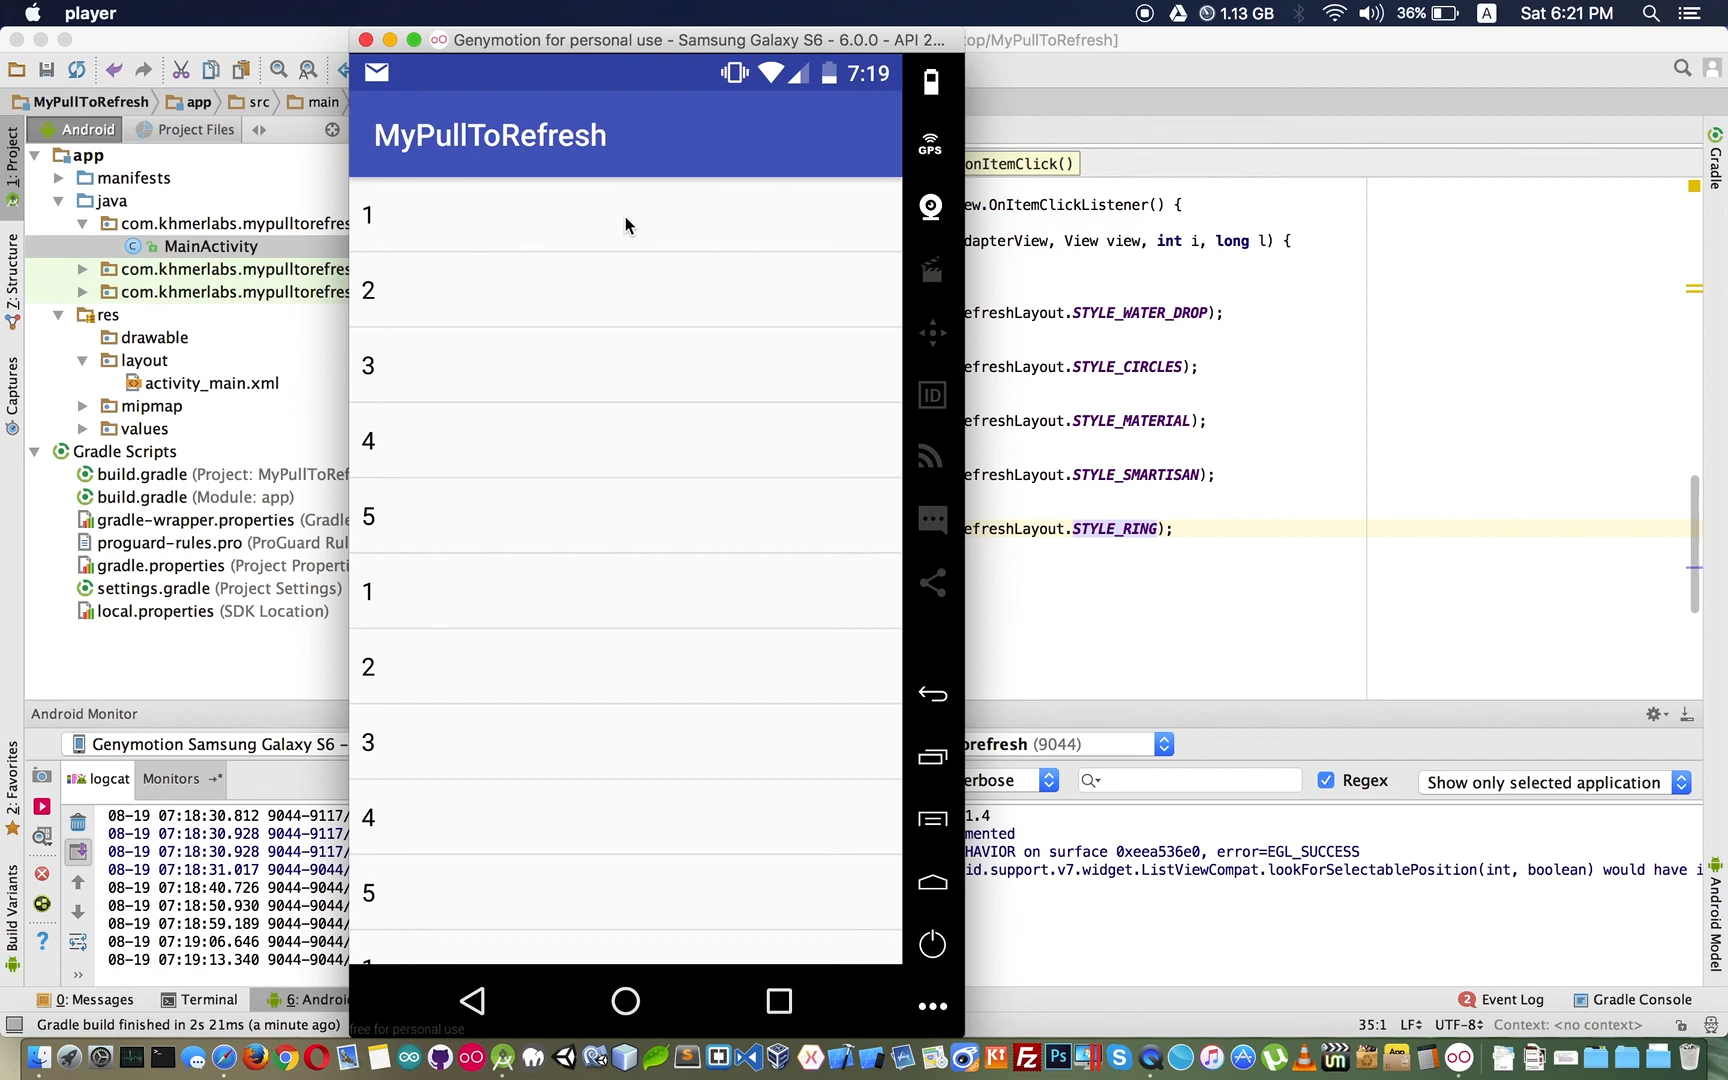 player
1.13 GB
36%
A
Sat 6:21 PM
Genymotion for personal use - Samsung Galaxy S6 - 6.0.0 - API 2...
op/MyPullToRefresh]
MyPullToRefresh
app
src
main
7:19
MyPullToRefresh
GPS
ID
1
2
3
4
5
1
2
3
4
5
free for personal use
1: Project
Z: Structure
Captures
2: Favorites
Build Variants
Android
Project Files
app
manifests
java
com.khmerlabs.mypulltorefres
MainActivity
com.khmerlabs.mypulltorefres
com.khmerlabs.mypulltorefres
res
drawable
layout
activity_main.xml
mipmap
values
Gradle Scripts
build.gradle (Project: MyPullToRef
build.gradle (Module: app)
gradle-wrapper.properties (Gradle
proguard-rules.pro (ProGuard Rul
gradle.properties (Project Properti
settings.gradle (Project Settings)
local.properties (SDK Location)
onItemClick()
ew.OnItemClickListener() {
dapterView, View view, int i, long l) {
efreshLayout.STYLE_WATER_DROP);
efreshLayout.STYLE_CIRCLES);
efreshLayout.STYLE_MATERIAL);
efreshLayout.STYLE_SMARTISAN);
efreshLayout.STYLE_RING);
Gradle
Android Model
Android Monitor
Genymotion Samsung Galaxy S6 -
orefresh (9044)
logcat
Monitors
erbose
Regex
Show only selected application
08-19 07:18:30.812 9044-9117/
08-19 07:18:30.928 9044-9117/
08-19 07:18:30.928 9044-9117/
08-19 07:18:31.017 9044-9044/
08-19 07:18:40.726 9044-9044/
08-19 07:18:50.930 9044-9044/
08-19 07:18:59.189 9044-9044/
08-19 07:19:06.646 9044-9044/
08-19 07:19:13.340 9044-9044/
1.4
mented
HAVIOR on surface 0xeea536e0, error=EGL_SUCCESS
id.support.v7.widget.ListViewCompat.lookForSelectablePosition(int, boolean) would have i
0: Messages
Terminal
6: Androi
2 Event Log
Gradle Console
Gradle build finished in 2s 21ms (a minute ago)
35:1
LF
UTF-8
Context: <no context>